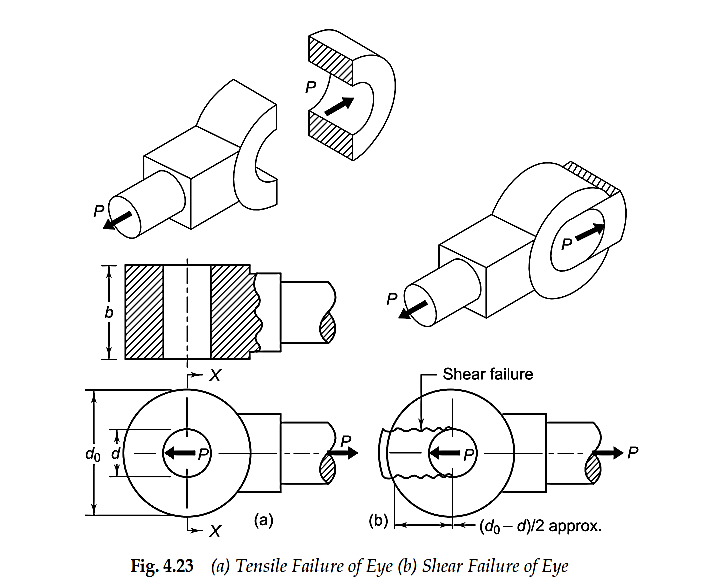 P
P
P
P
b
X
Shear failure
d₀
d
P
P
P
P
X
(a)
(b)
(d₀ – d)/2 approx.
Fig. 4.23 (a) Tensile Failure of Eye (b) Shear Failure of Eye